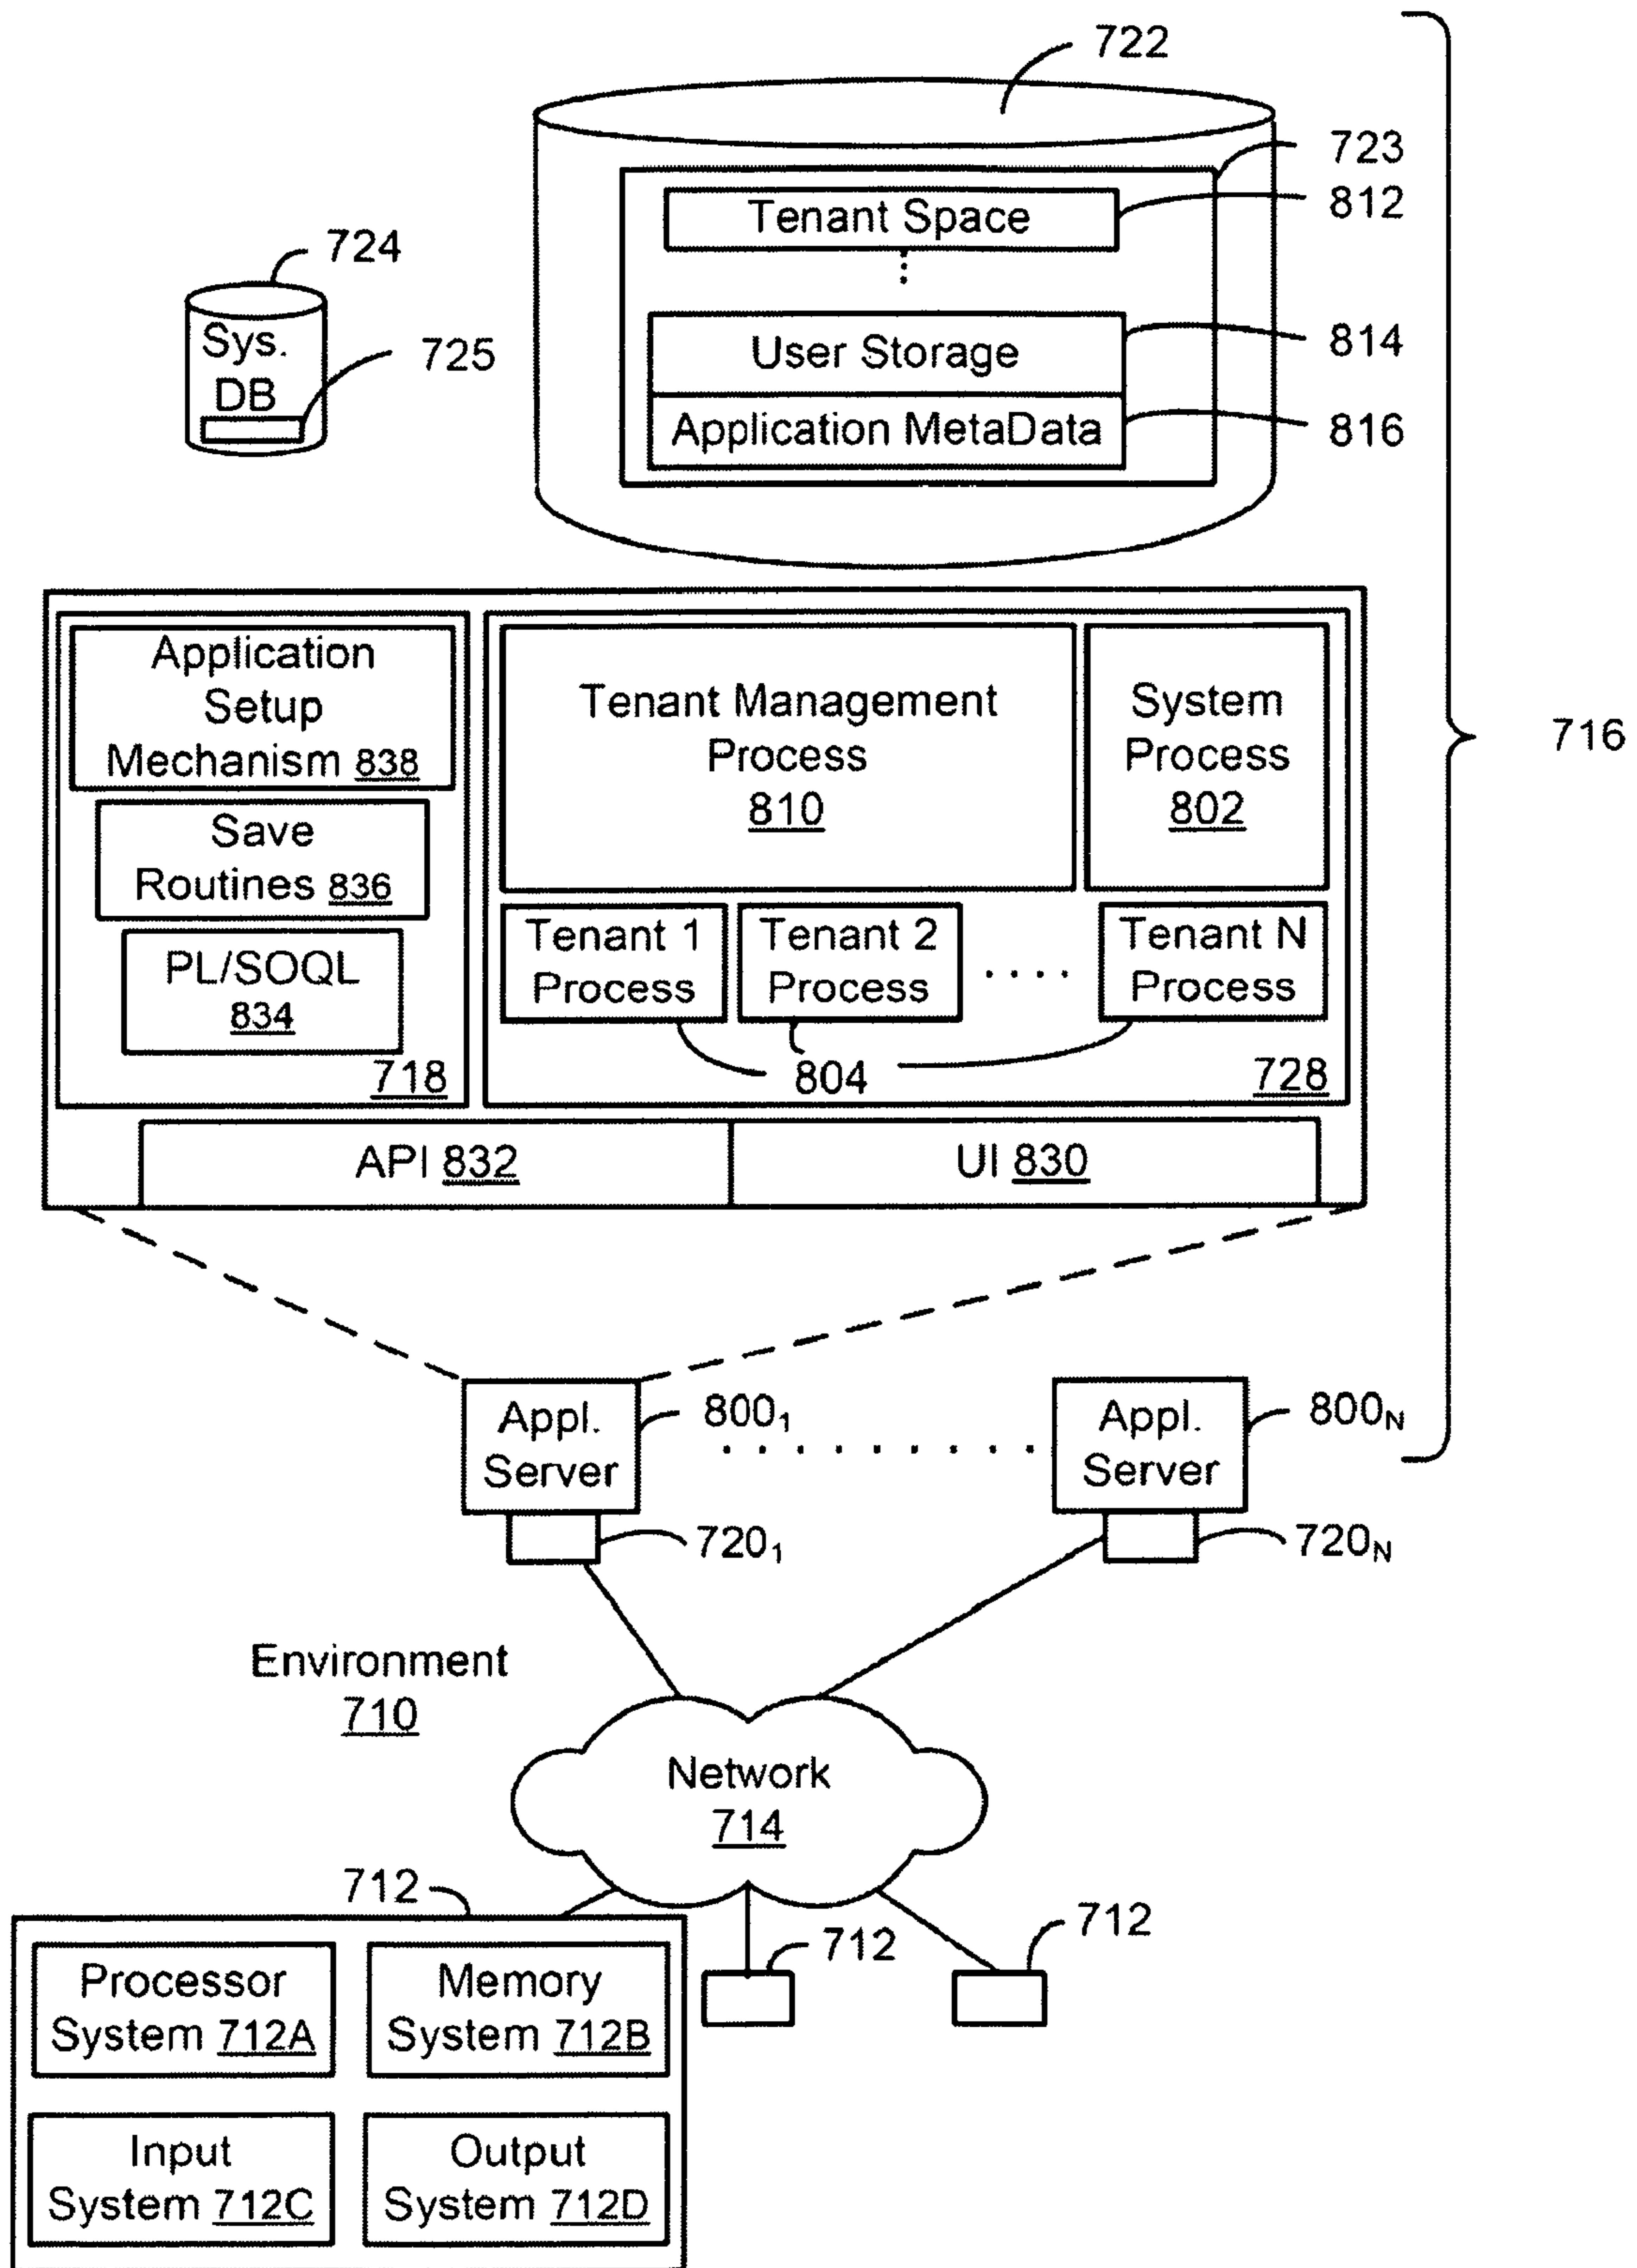 722
723
Tenant Space
812
724
Sys.
DB
725
User Storage
814
Application MetaData
816
Application
Setup
Mechanism 838
Save
Routines 836
PL/SOQL
834
718
Tenant Management
Process
810
System
Process
802
Tenant 1
Process
Tenant 2
Process
. . . .
Tenant N
Process
804
728
716
API 832
UI 830
Appl.
Server
800₁
. . . . . . . . . .
Appl.
Server
800N
720₁
720N
Environment
710
Network
714
712
Processor
System 712A
Memory
System 712B
Input
System 712C
Output
System 712D
712
712